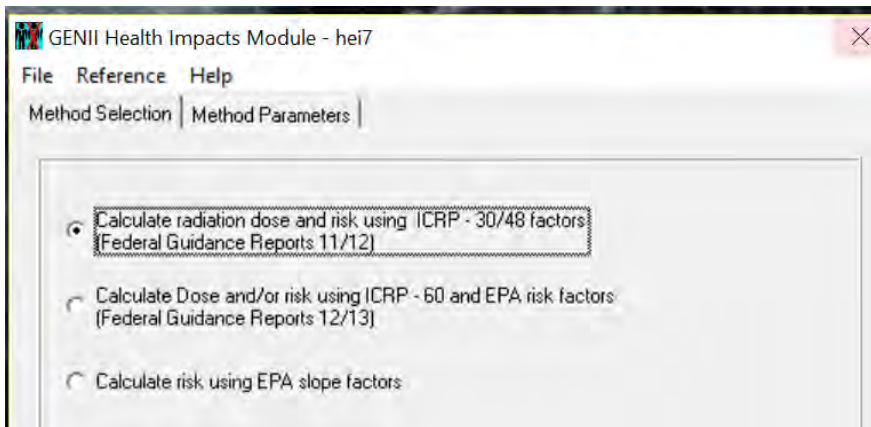 GENII Health Impacts Module - hei7
File Reference Help
Method Selection Method Parameters
Calculate radiation dose and risk using ICRP - 30/48 factors
(Federal Guidance Reports 11/12)
Calculate Dose and/or risk using ICRP - 60 and EPA risk factors
(Federal Guidance Reports 12/13)
Calculate risk using EPA slope factors